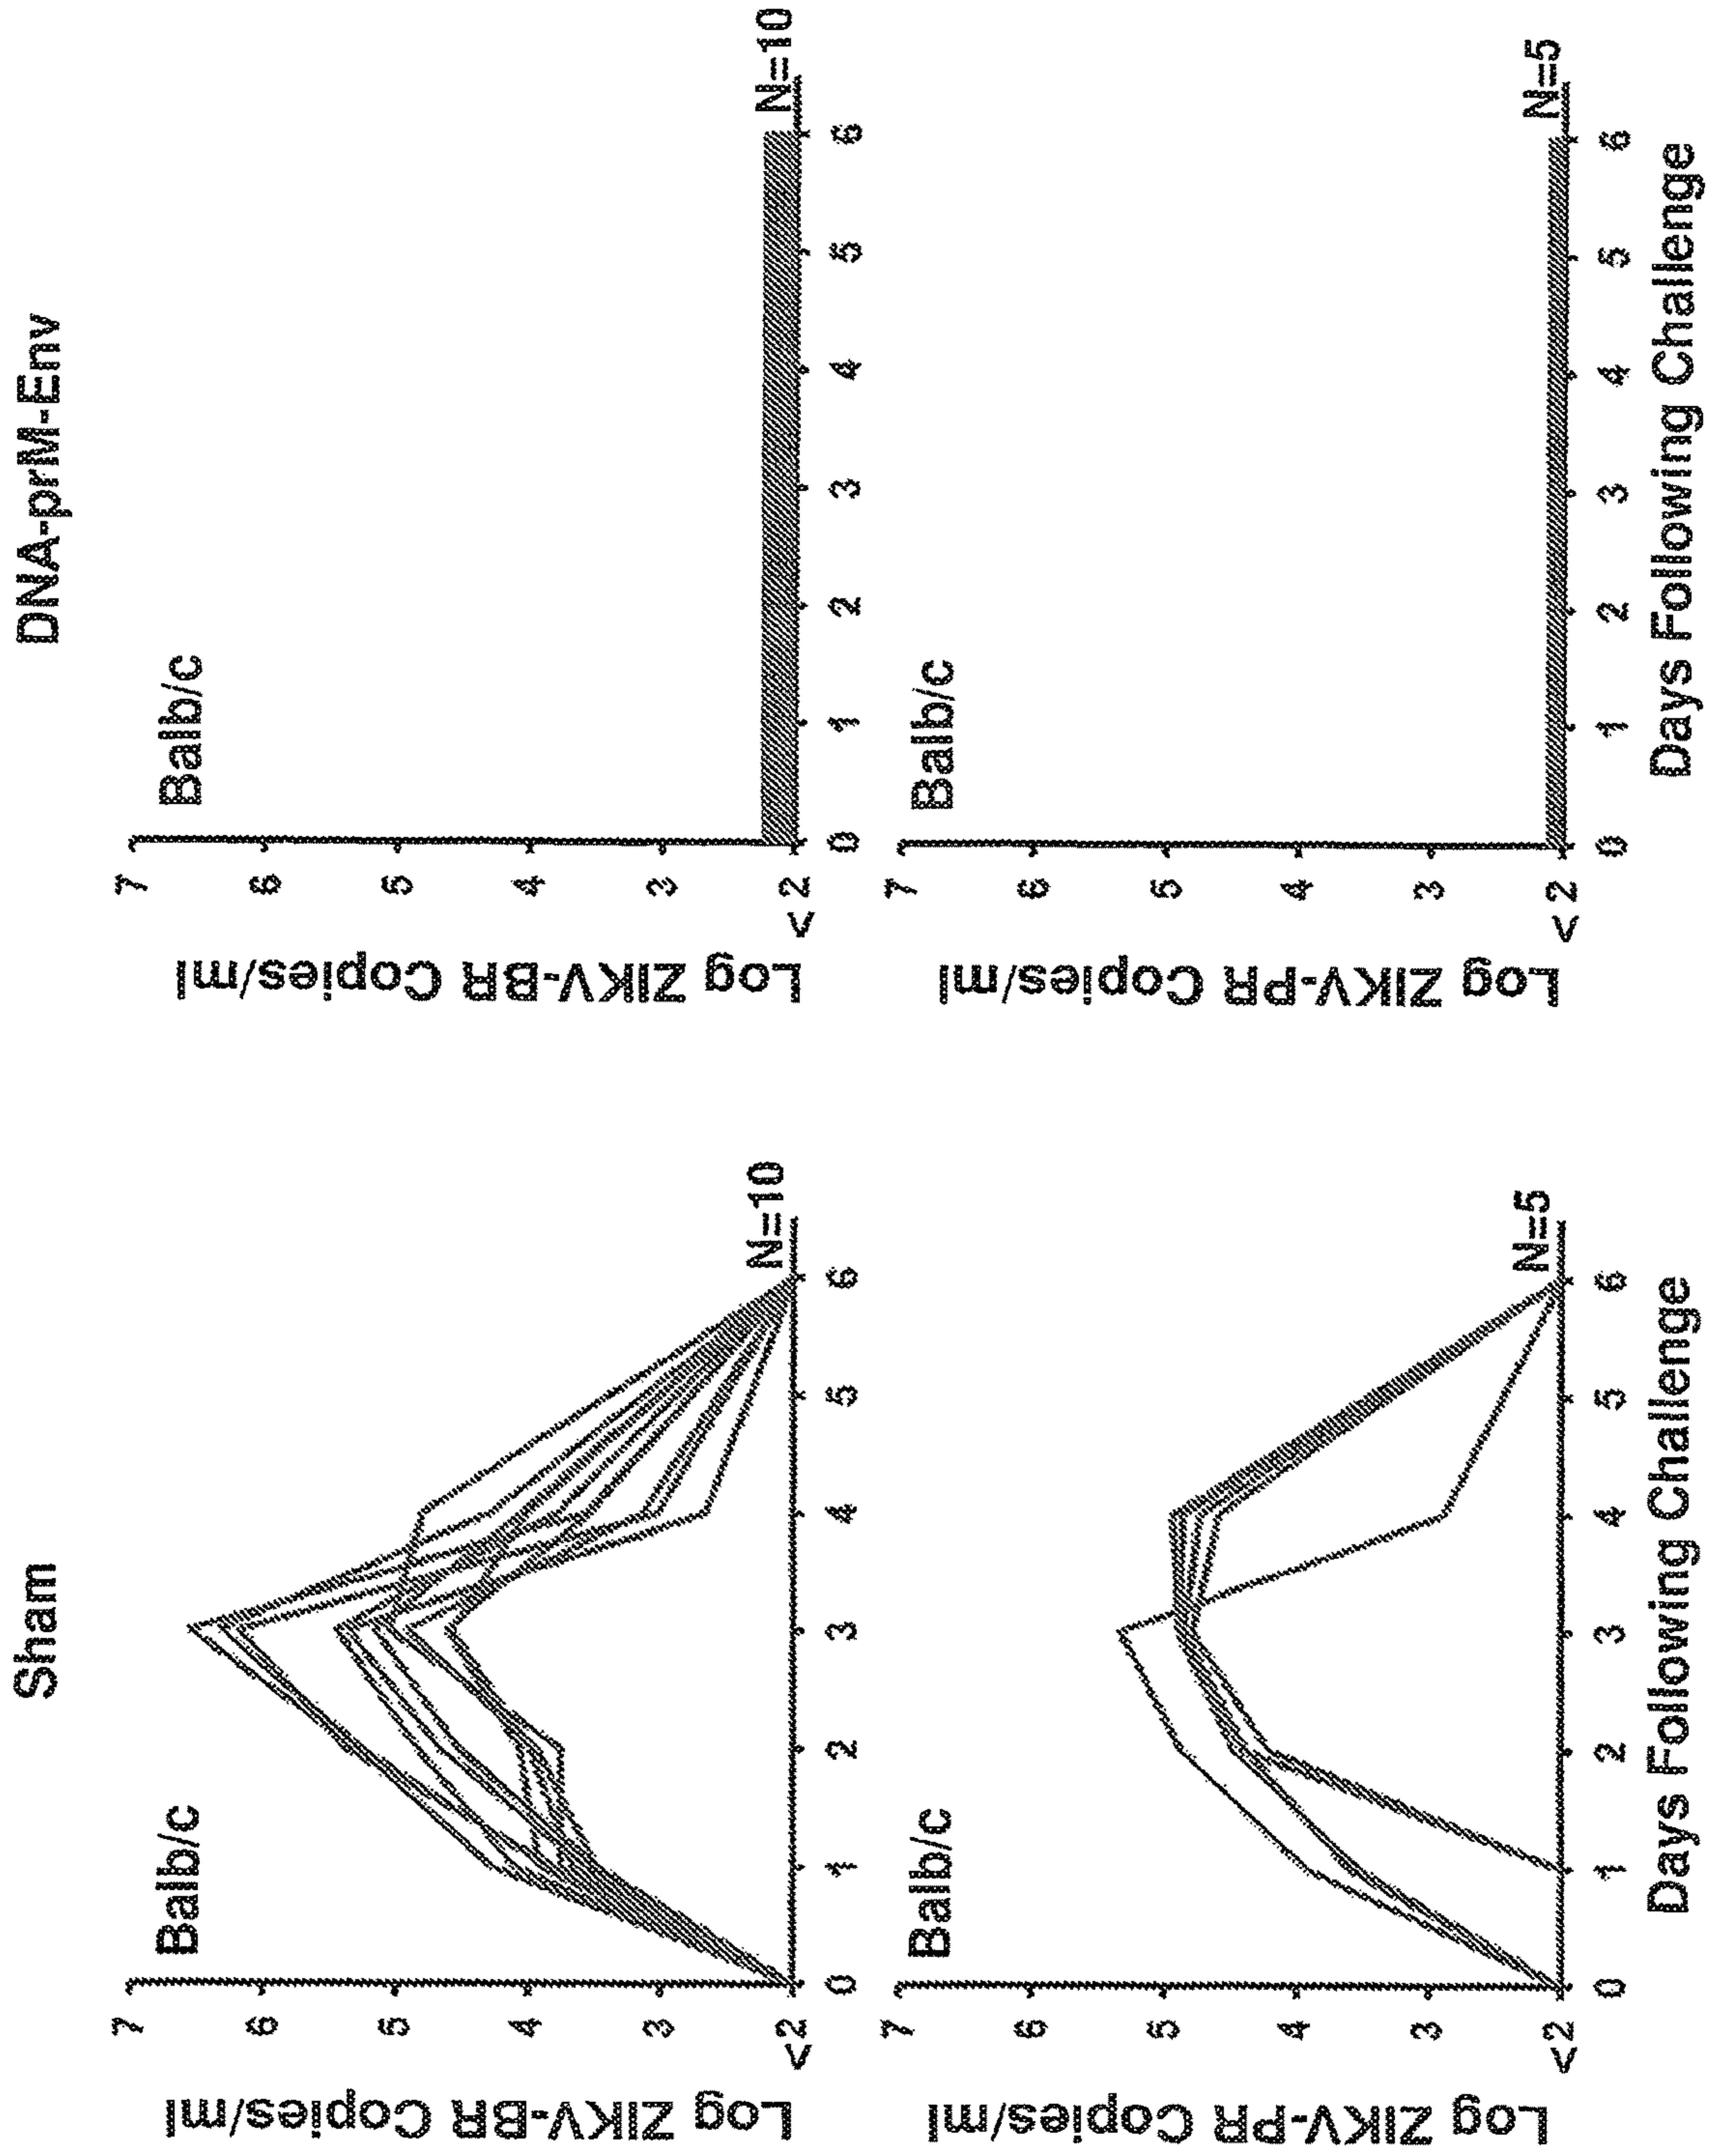 Sham
DNA-prM-Env
Log ZIKV-BR Copies/ml
Balb/c
7
6
5
4
3
<2
0 1 2 3 4 5 6
N=10
Log ZIKV-BR Copies/ml
Balb/c
7
6
5
4
3
<2
0 1 2 3 4 5 6
N=10
Log ZIKV-PR Copies/ml
Balb/c
7
6
5
4
3
<2
0 1 2 3 4 5 6
N=5
Days Following Challenge
Log ZIKV-PR Copies/ml
Balb/c
7
6
5
4
3
<2
0 1 2 3 4 5 6
N=5
Days Following Challenge